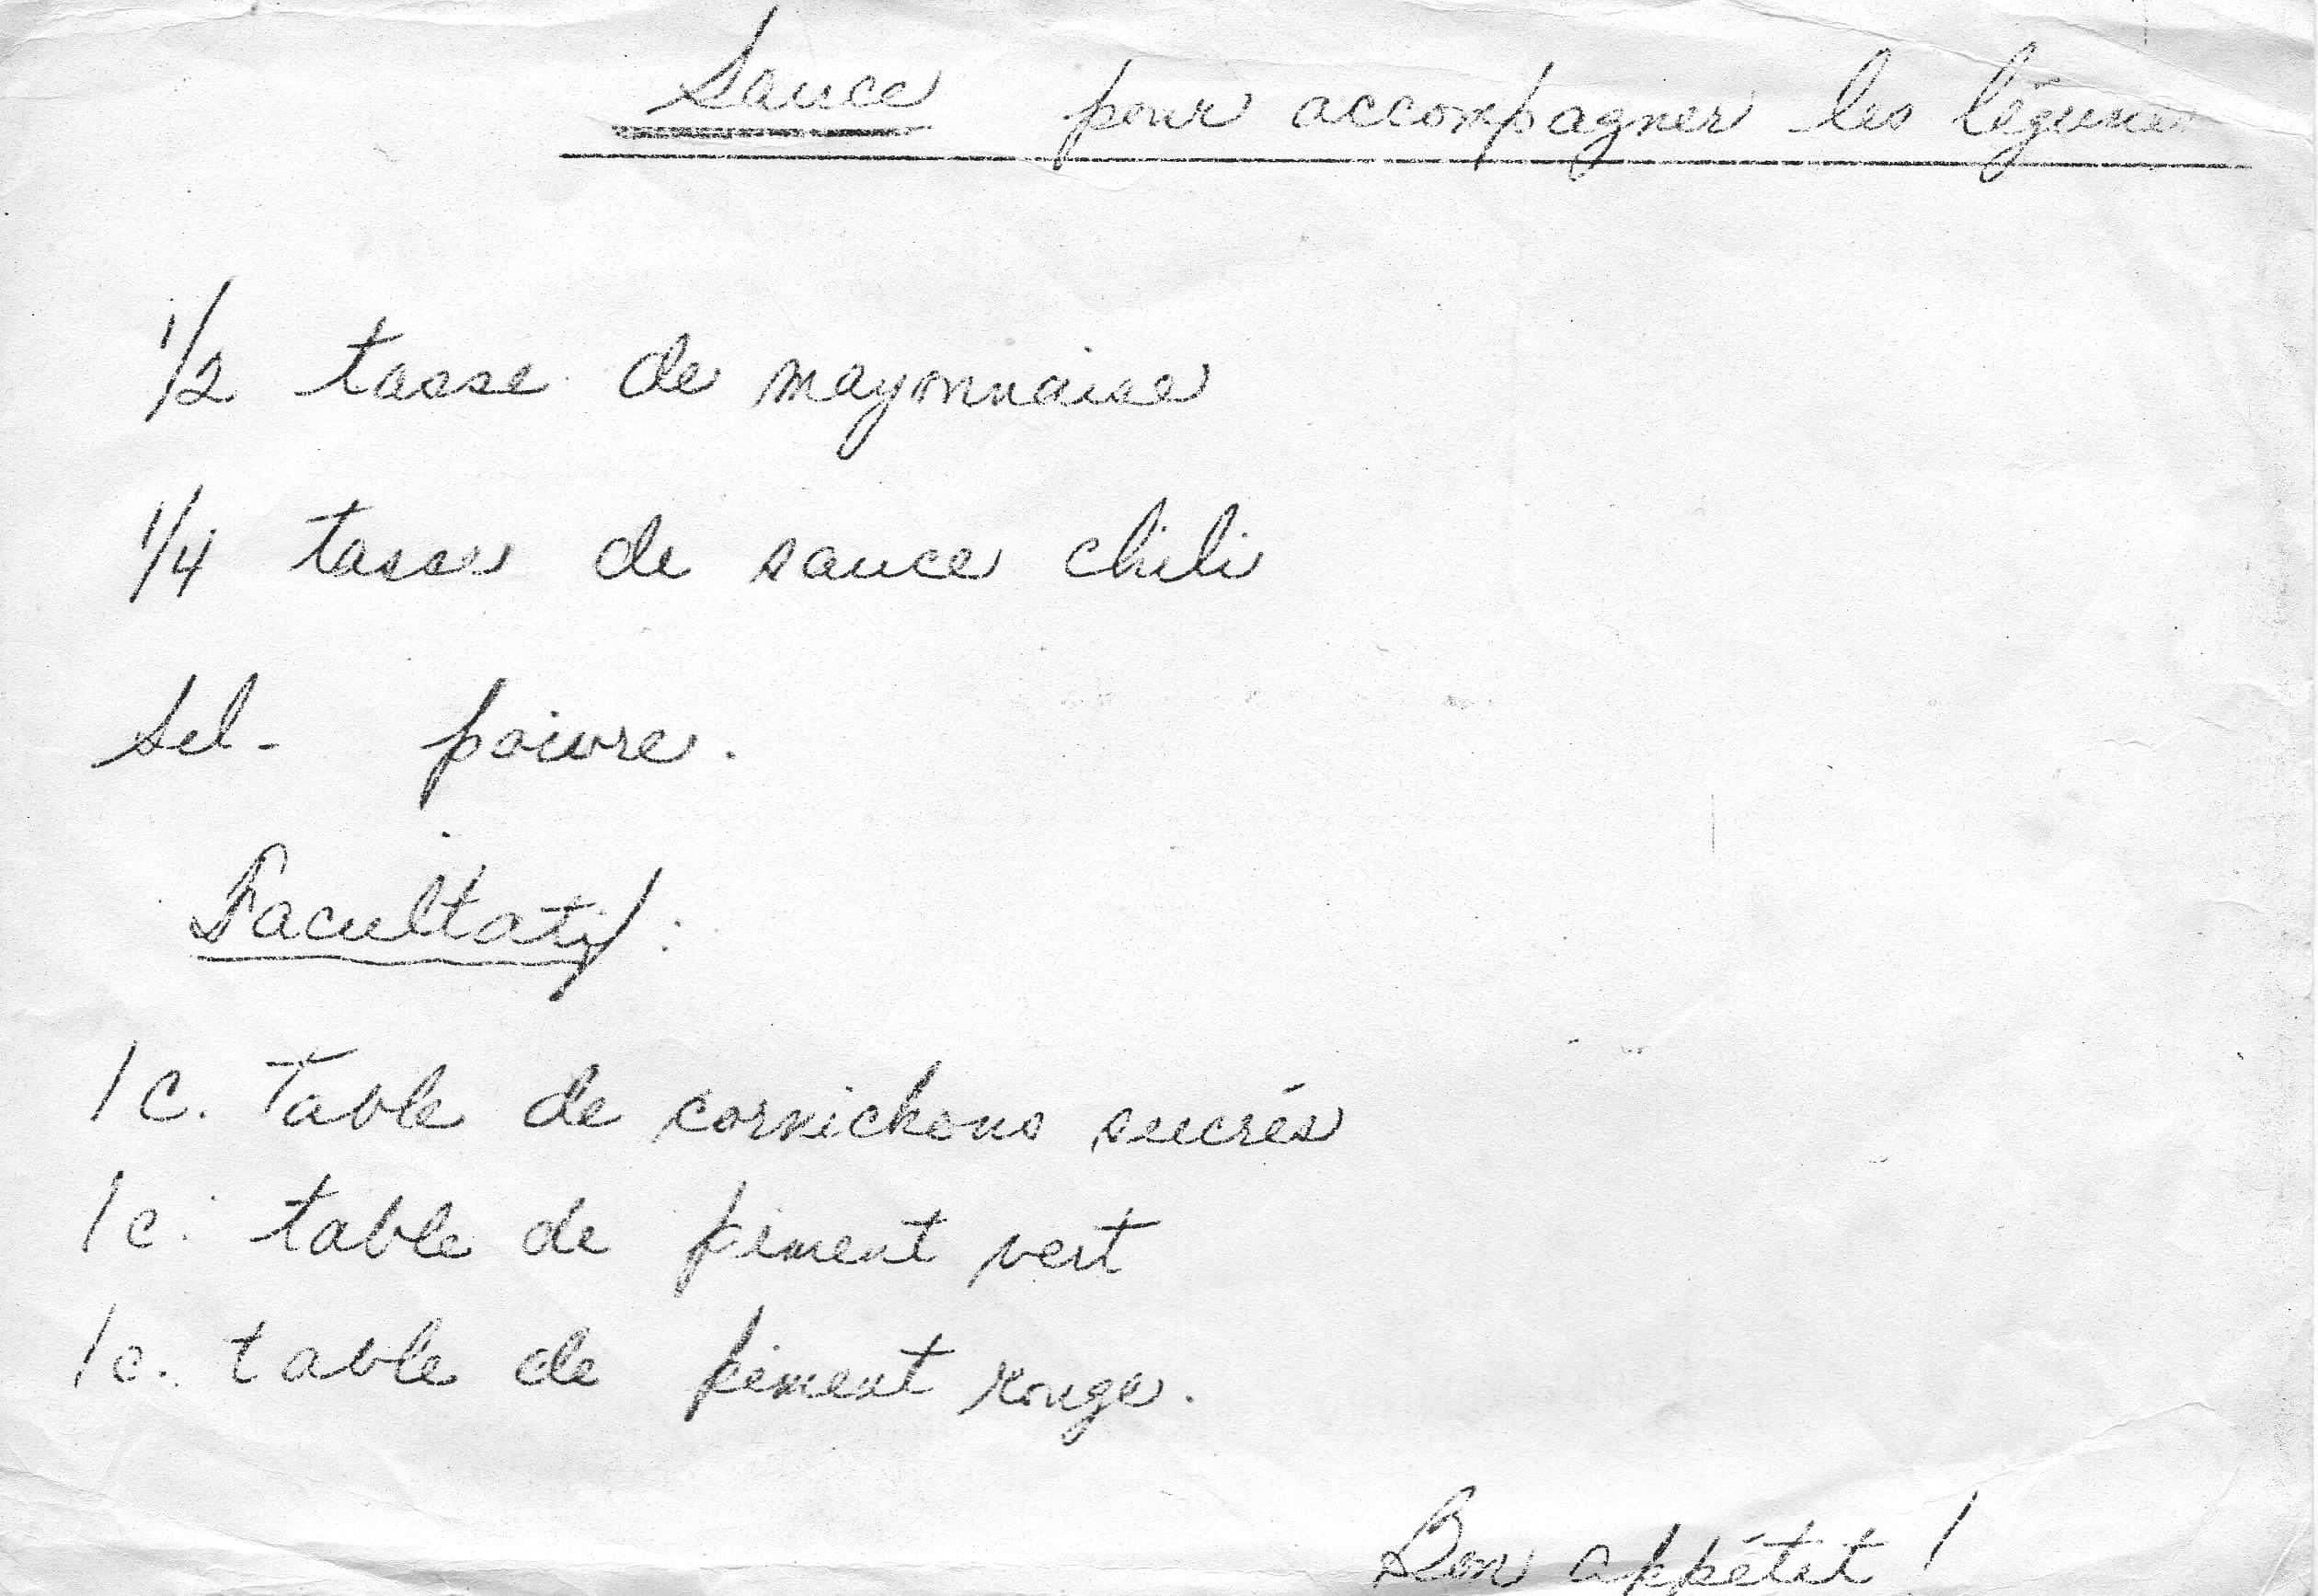 Sauce pour accompagner les légumes
1/2 tasse de mayonnaise
1/4 tasse de sauce chili
Sel - poivre.
Facultatif :
1 c. Table de cornichons sucrés
1 c. table de piment vert
1 c. table de piment rouge.
Bon appétit !